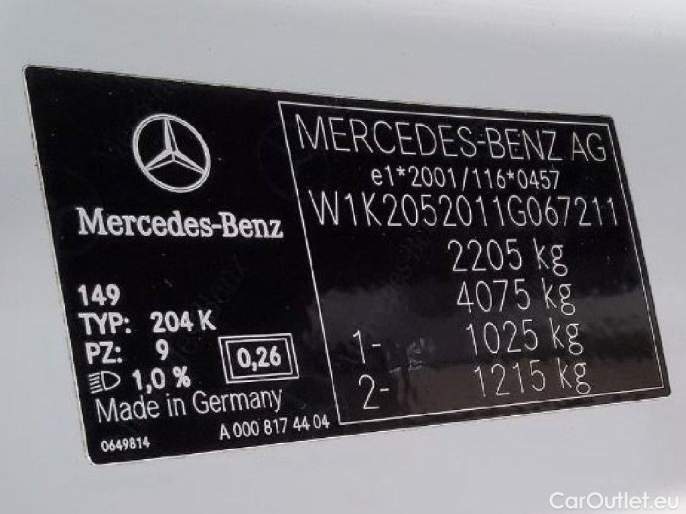 Mercedes-Benz
149
TYP: 204 K
PZ: 9
1,0 %
0,26
Made in Germany
0649814
A 000 817 44 04
MERCEDES-BENZ AG
e1*2001/116*0457
W1K2052011G067211
2205 kg
4075 kg
1- 1025 kg
2- 1215 kg
CarOutlet.eu